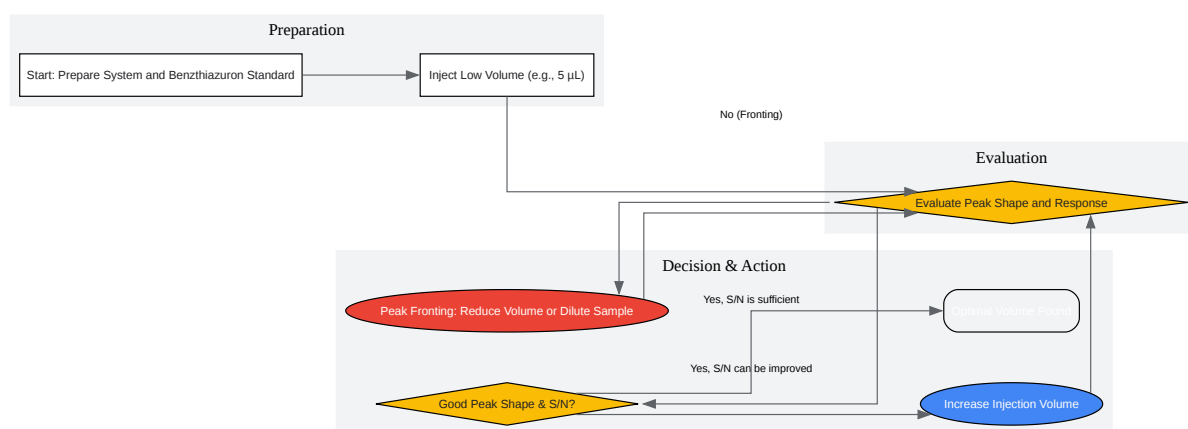 Preparation
Start: Prepare System and Benzthiazuron Standard
Inject Low Volume (e.g., 5 µL)
No (Fronting)
Evaluation
Evaluate Peak Shape and Response
Decision & Action
Yes, S/N is sufficient
Peak Fronting: Reduce Volume or Dilute Sample
Optimal Volume Found
Yes, S/N can be improved
Good Peak Shape & S/N?
Increase Injection Volume